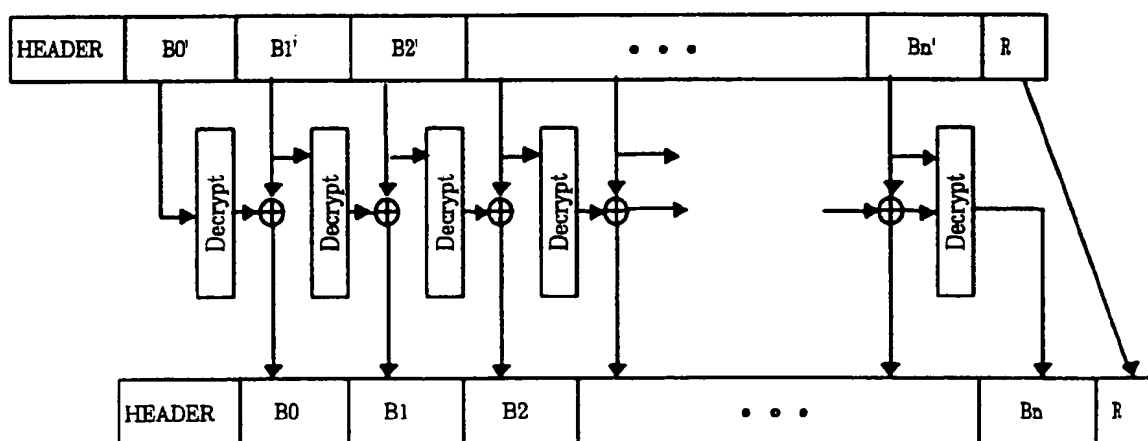 HEADER B0' B1' B2' • • • Bn' R
Decrypt Decrypt Decrypt Decrypt Decrypt
HEADER B0 B1 B2 • • • Bn R